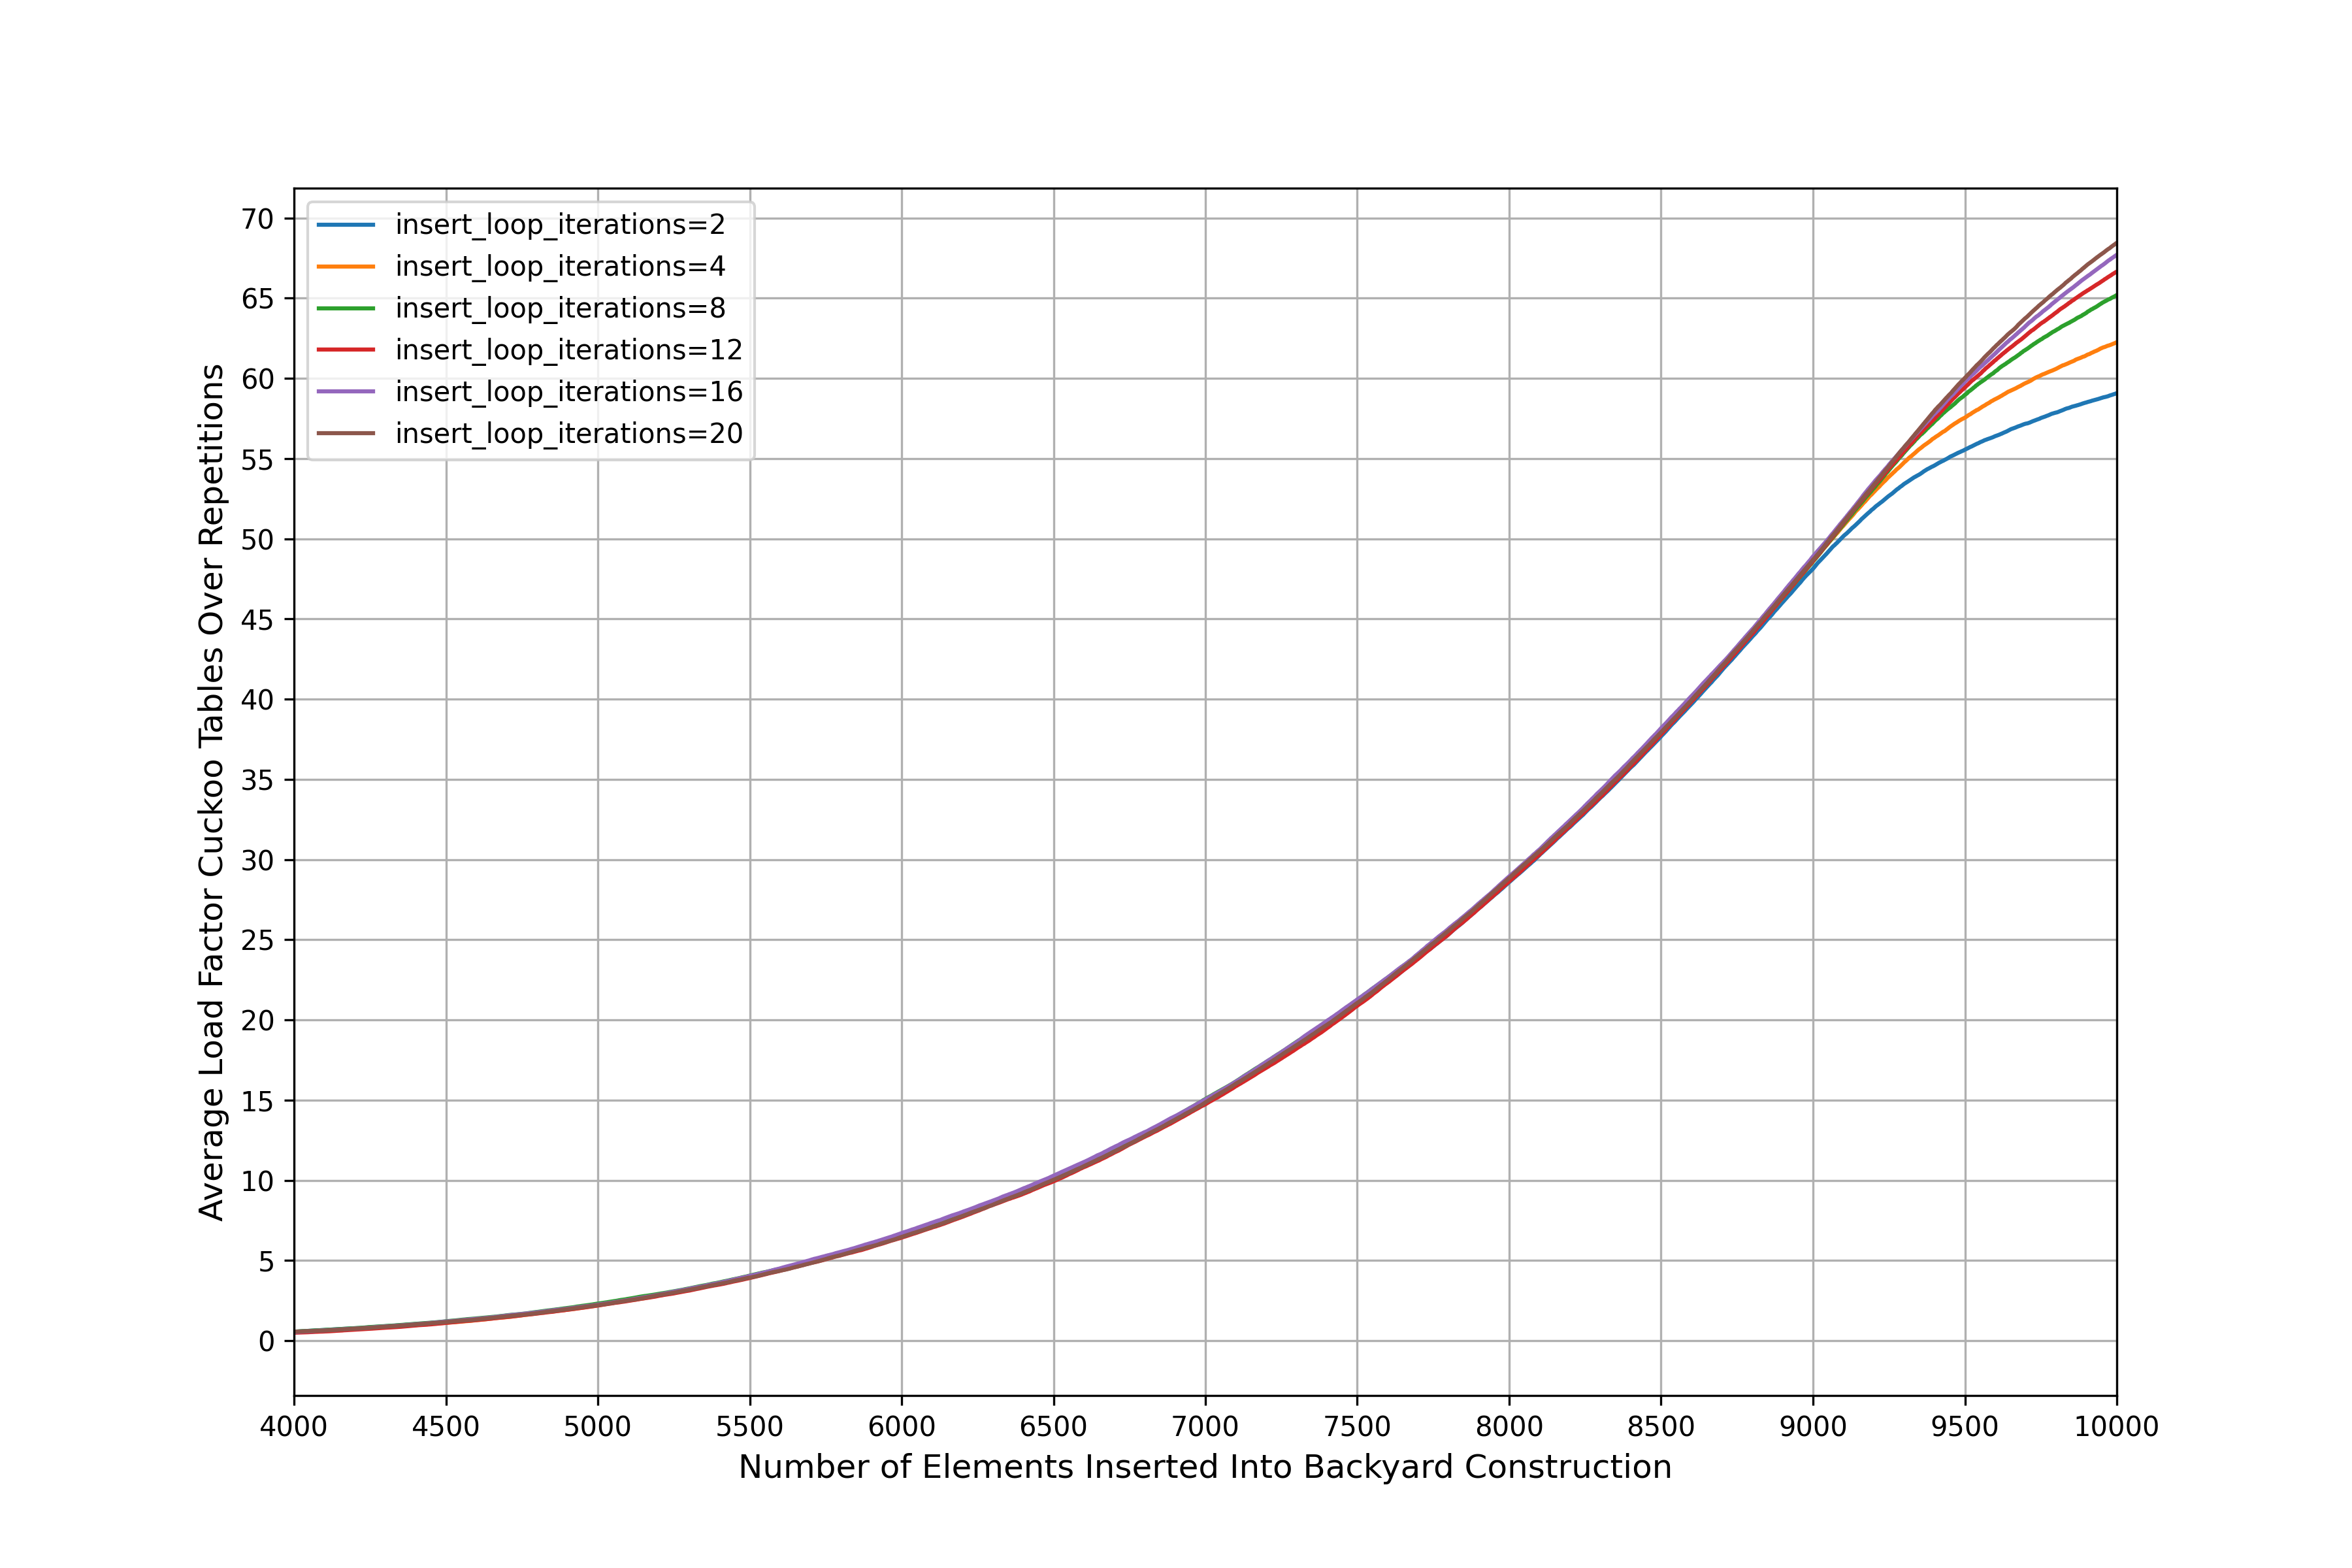 70
65
60
55
50
45
40
35
30
25
20
15
10
5
0
Average Load Factor Cuckoo Tables Over Repetitions
insert_loop_iterations=2
insert_loop_iterations=4
insert_loop_iterations=8
insert_loop_iterations=12
insert_loop_iterations=16
insert_loop_iterations=20
4000 4500 5000 5500 6000 6500 7000 7500 8000 8500 9000 9500 10000
Number of Elements Inserted Into Backyard Construction